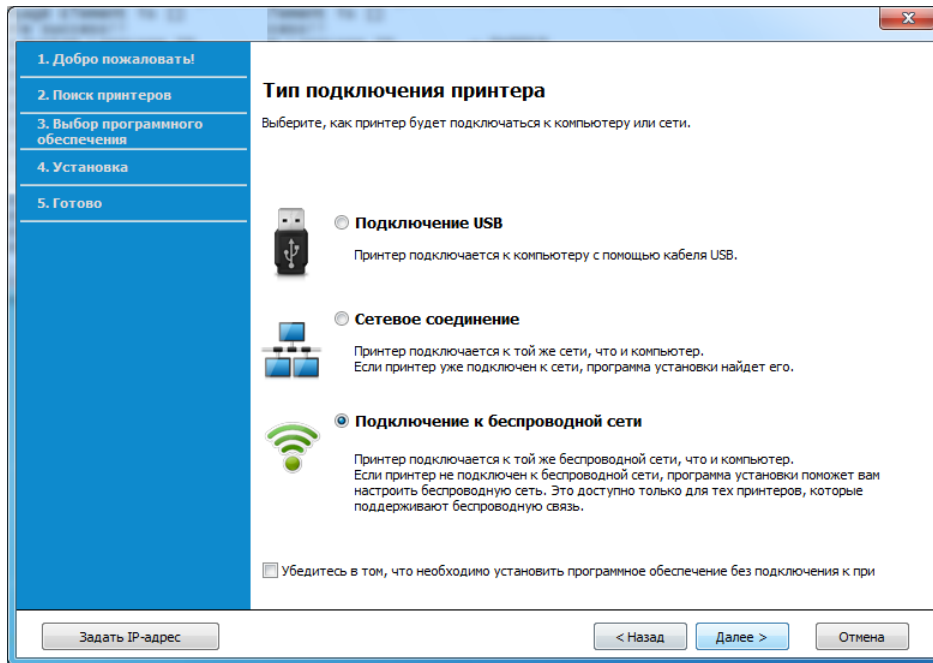 1. Добро пожаловать!
2. Поиск принтеров
3. Выбор программного
обеспечения
4. Установка
5. Готово
Тип подключения принтера
Выберите, как принтер будет подключаться к компьютеру или сети.
Подключение USB
Принтер подключается к компьютеру с помощью кабеля USB.
Сетевое соединение
Принтер подключается к той же сети, что и компьютер.
Если принтер уже подключен к сети, программа установки найдет его.
Подключение к беспроводной сети
Принтер подключается к той же беспроводной сети, что и компьютер.
Если принтер не подключен к беспроводной сети, программа установки поможет вам
настроить беспроводную сеть. Это доступно только для тех принтеров, которые
поддерживают беспроводную связь.
Убедитесь в том, что необходимо установить программное обеспечение без подключения к при
Задать IP-адрес
< Назад
Далее >
Отмена